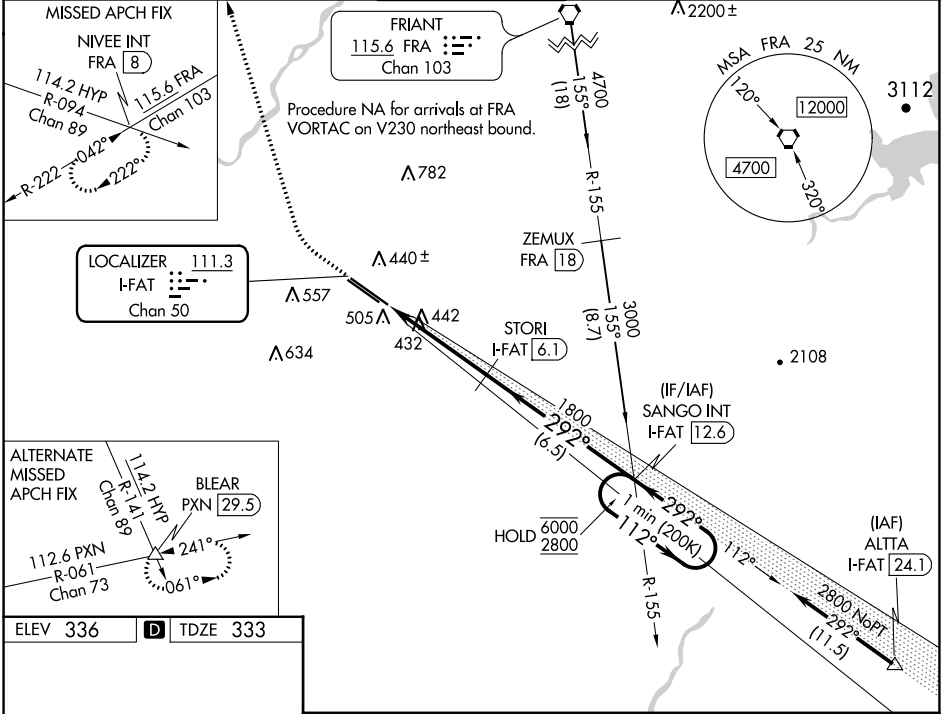 MISSED APCH FIX
NIVEE INT
FRA 8
114.2 HYP
R-094
Chan 89
115.6 FRA
Chan 103
R-222
042°
222°
FRIANT
115.6 FRA
Chan 103
Procedure NA for arrivals at FRA
VORTAC on V230 northeast bound.
4700
155°
(18)
R-155
2200±
MSA FRA 25 NM
120°
12000
4700
320°
3112
782
ZEMUX
FRA 18
LOCALIZER 111.3
I-FAT
Chan 50
440±
557
505
442
432
634
3000
155°
(8.7)
STORI
I-FAT 6.1
2108
(IF/IAF)
SANGO INT
I-FAT 12.6
1800
292°
(6.5)
HOLD 6000
2800
1 min (200K)
292°
112°
R-155
112°
(IAF)
ALTTA
I-FAT 24.1
2800 NoPT
292°
(11.5)
ALTERNATE
MISSED
APCH FIX
114.2 HYP
R-141
Chan 89
BLEAR
PXN 29.5
112.6 PXN
R-061
Chan 73
241°
061°
ELEV 336 D TDZE 333